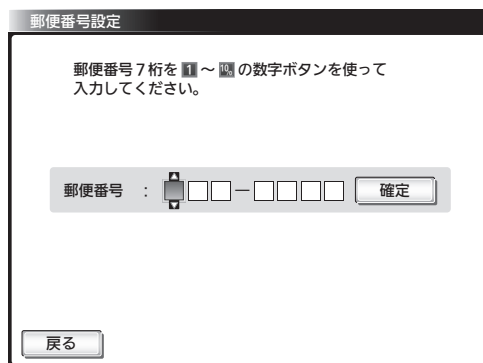 郵便番号設定
郵便番号7桁を 1 ~ 10 の数字ボタンを使って
入力してください。
郵便番号 : ー 確定
戻る